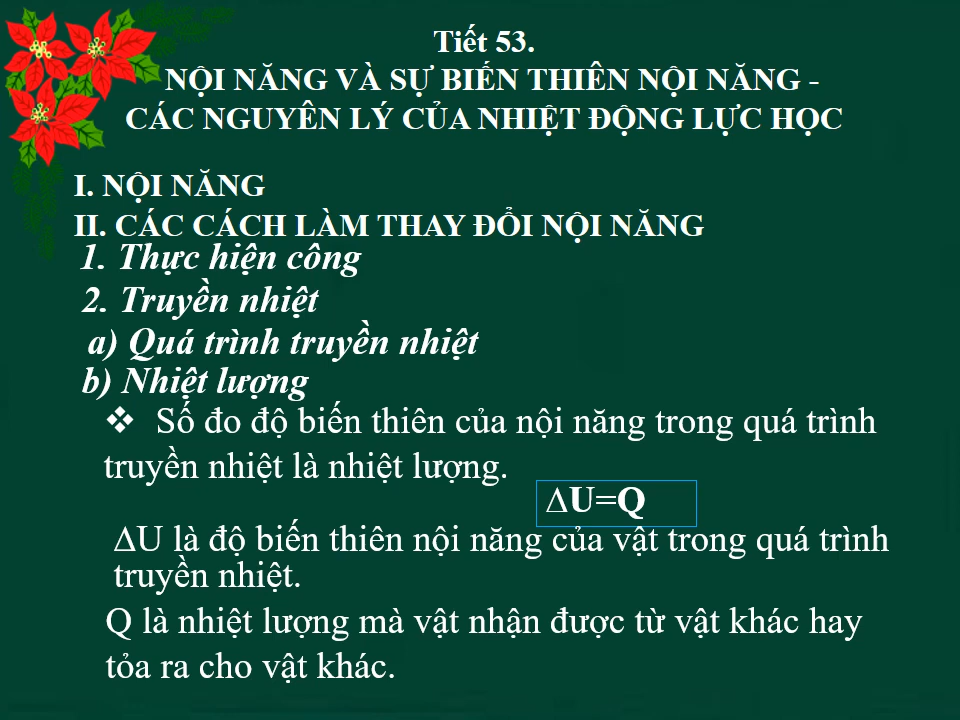 Tiết 53.
NỘI NĂNG VÀ SỰ BIẾN THIÊN NỘI NĂNG -
CÁC NGUYÊN LÝ CỦA NHIỆT ĐỘNG LỰC HỌC
I. NỘI NĂNG
II. CÁC CÁCH LÀM THAY ĐỔI NỘI NĂNG
1. Thực hiện công
2. Truyền nhiệt
a) Quá trình truyền nhiệt
b) Nhiệt lượng
❖ Số đo độ biến thiên của nội năng trong quá trình
truyền nhiệt là nhiệt lượng.
∆U=Q
∆U là độ biến thiên nội năng của vật trong quá trình
truyền nhiệt.
Q là nhiệt lượng mà vật nhận được từ vật khác hay
tỏa ra cho vật khác.